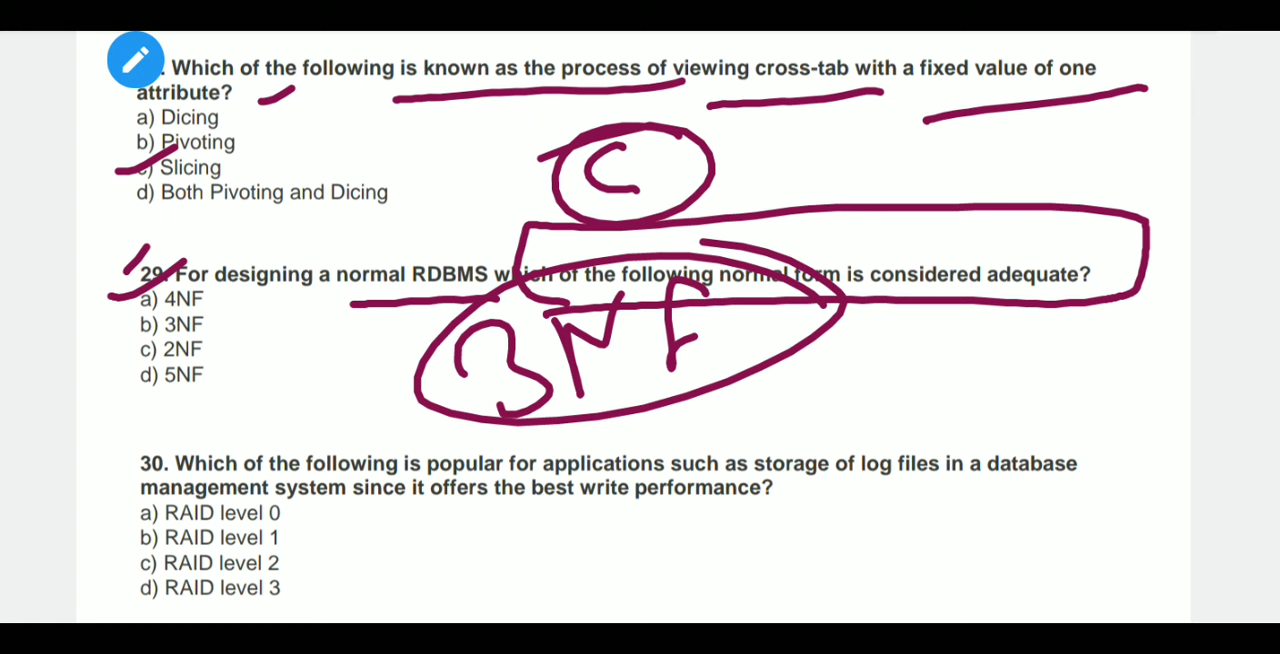 . Which of the following is known as the process of viewing cross-tab with a fixed value of one
attribute?
a) Dicing
b) Pivoting
C
c) Slicing
d) Both Pivoting and Dicing
29. For designing a normal RDBMS which of the following normal form is considered adequate?
a) 4NF
b) 3NF
3NF
c) 2NF
d) 5NF
30. Which of the following is popular for applications such as storage of log files in a database
management system since it offers the best write performance?
a) RAID level 0
b) RAID level 1
c) RAID level 2
d) RAID level 3